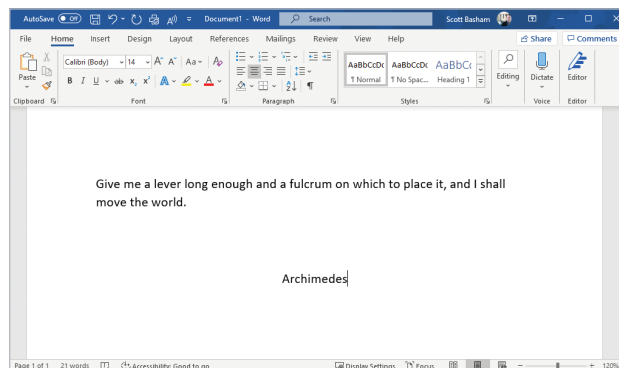 AutoSave Off Document1 - Word Search Scott Basham
File Home Insert Design Layout References Mailings Review View Help Share Comments
Calibri (Body) 14 A^ A˅ Aa A
Paste B I U ab x₂ x² A A AaBbCcDc AaBbCcDc AaBbCc Editing Dictate Editor
¶ Normal ¶ No Spac... Heading 1
Clipboard Font Paragraph Styles Voice Editor
Give me a lever long enough and a fulcrum on which to place it, and I shall
move the world.
Archimedes
Page 1 of 1 21 words Accessibility: Good to go Display Settings Focus 120%